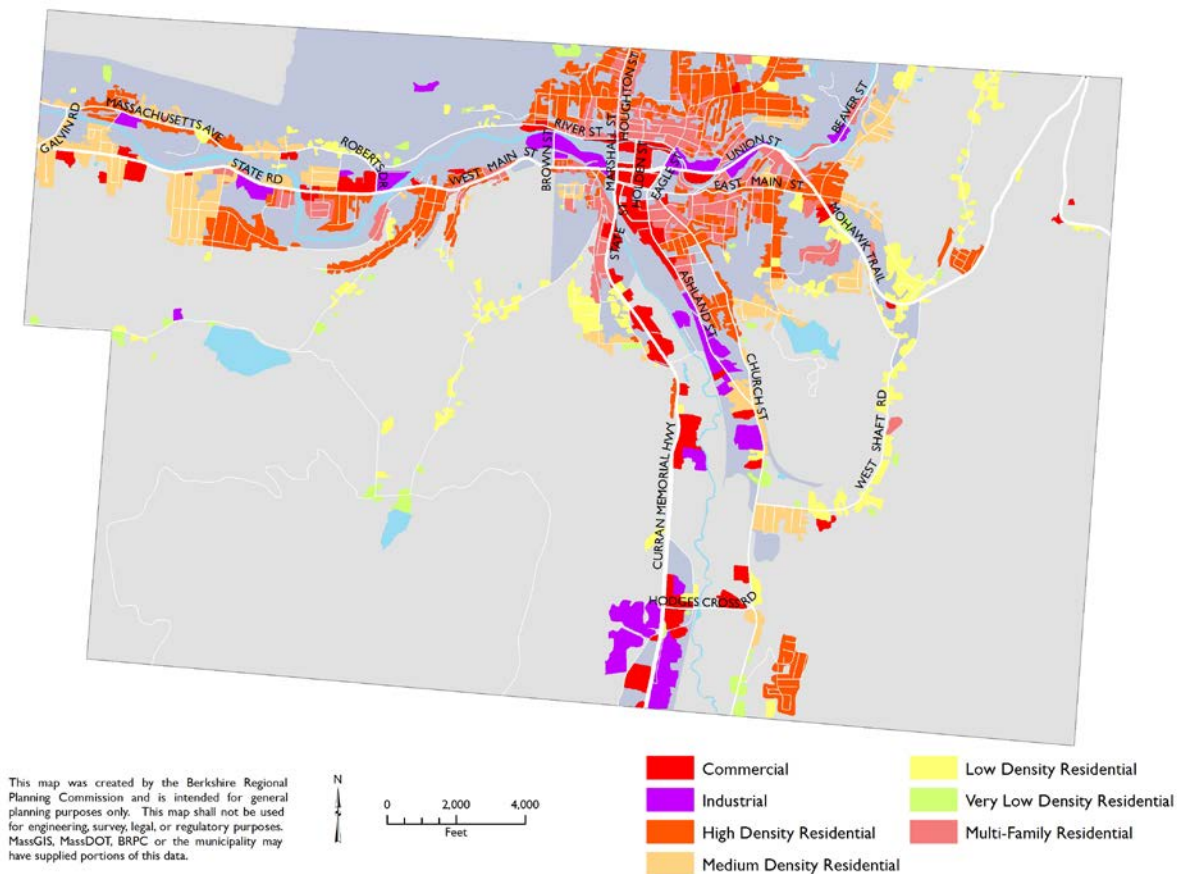 HOUGHTON ST
BEAVER ST
MASSACHUSETTS AVE
GALVIN RD
RIVER ST
MARSHALL ST
HOLDEN ST
EAGLE ST
UNION ST
ROBERTS DR
WEST MAIN ST
BROWN ST
STATE RD
EAST MAIN ST
STATE ST
MOHAWK TRAIL
ASHLAND ST
CHURCH ST
WEST SHAFT RD
CURRAN MEMORIAL HWY
HODGES CROSS RD
This map was created by the Berkshire Regional
Planning Commission and is intended for general
planning purposes only. This map shall not be used
for engineering, survey, legal, or regulatory purposes.
MassGIS, MassDOT, BRPC or the municipality may
have supplied portions of this data.
N
0 2,000 4,000
Feet
Commercial
Industrial
High Density Residential
Medium Density Residential
Low Density Residential
Very Low Density Residential
Multi-Family Residential